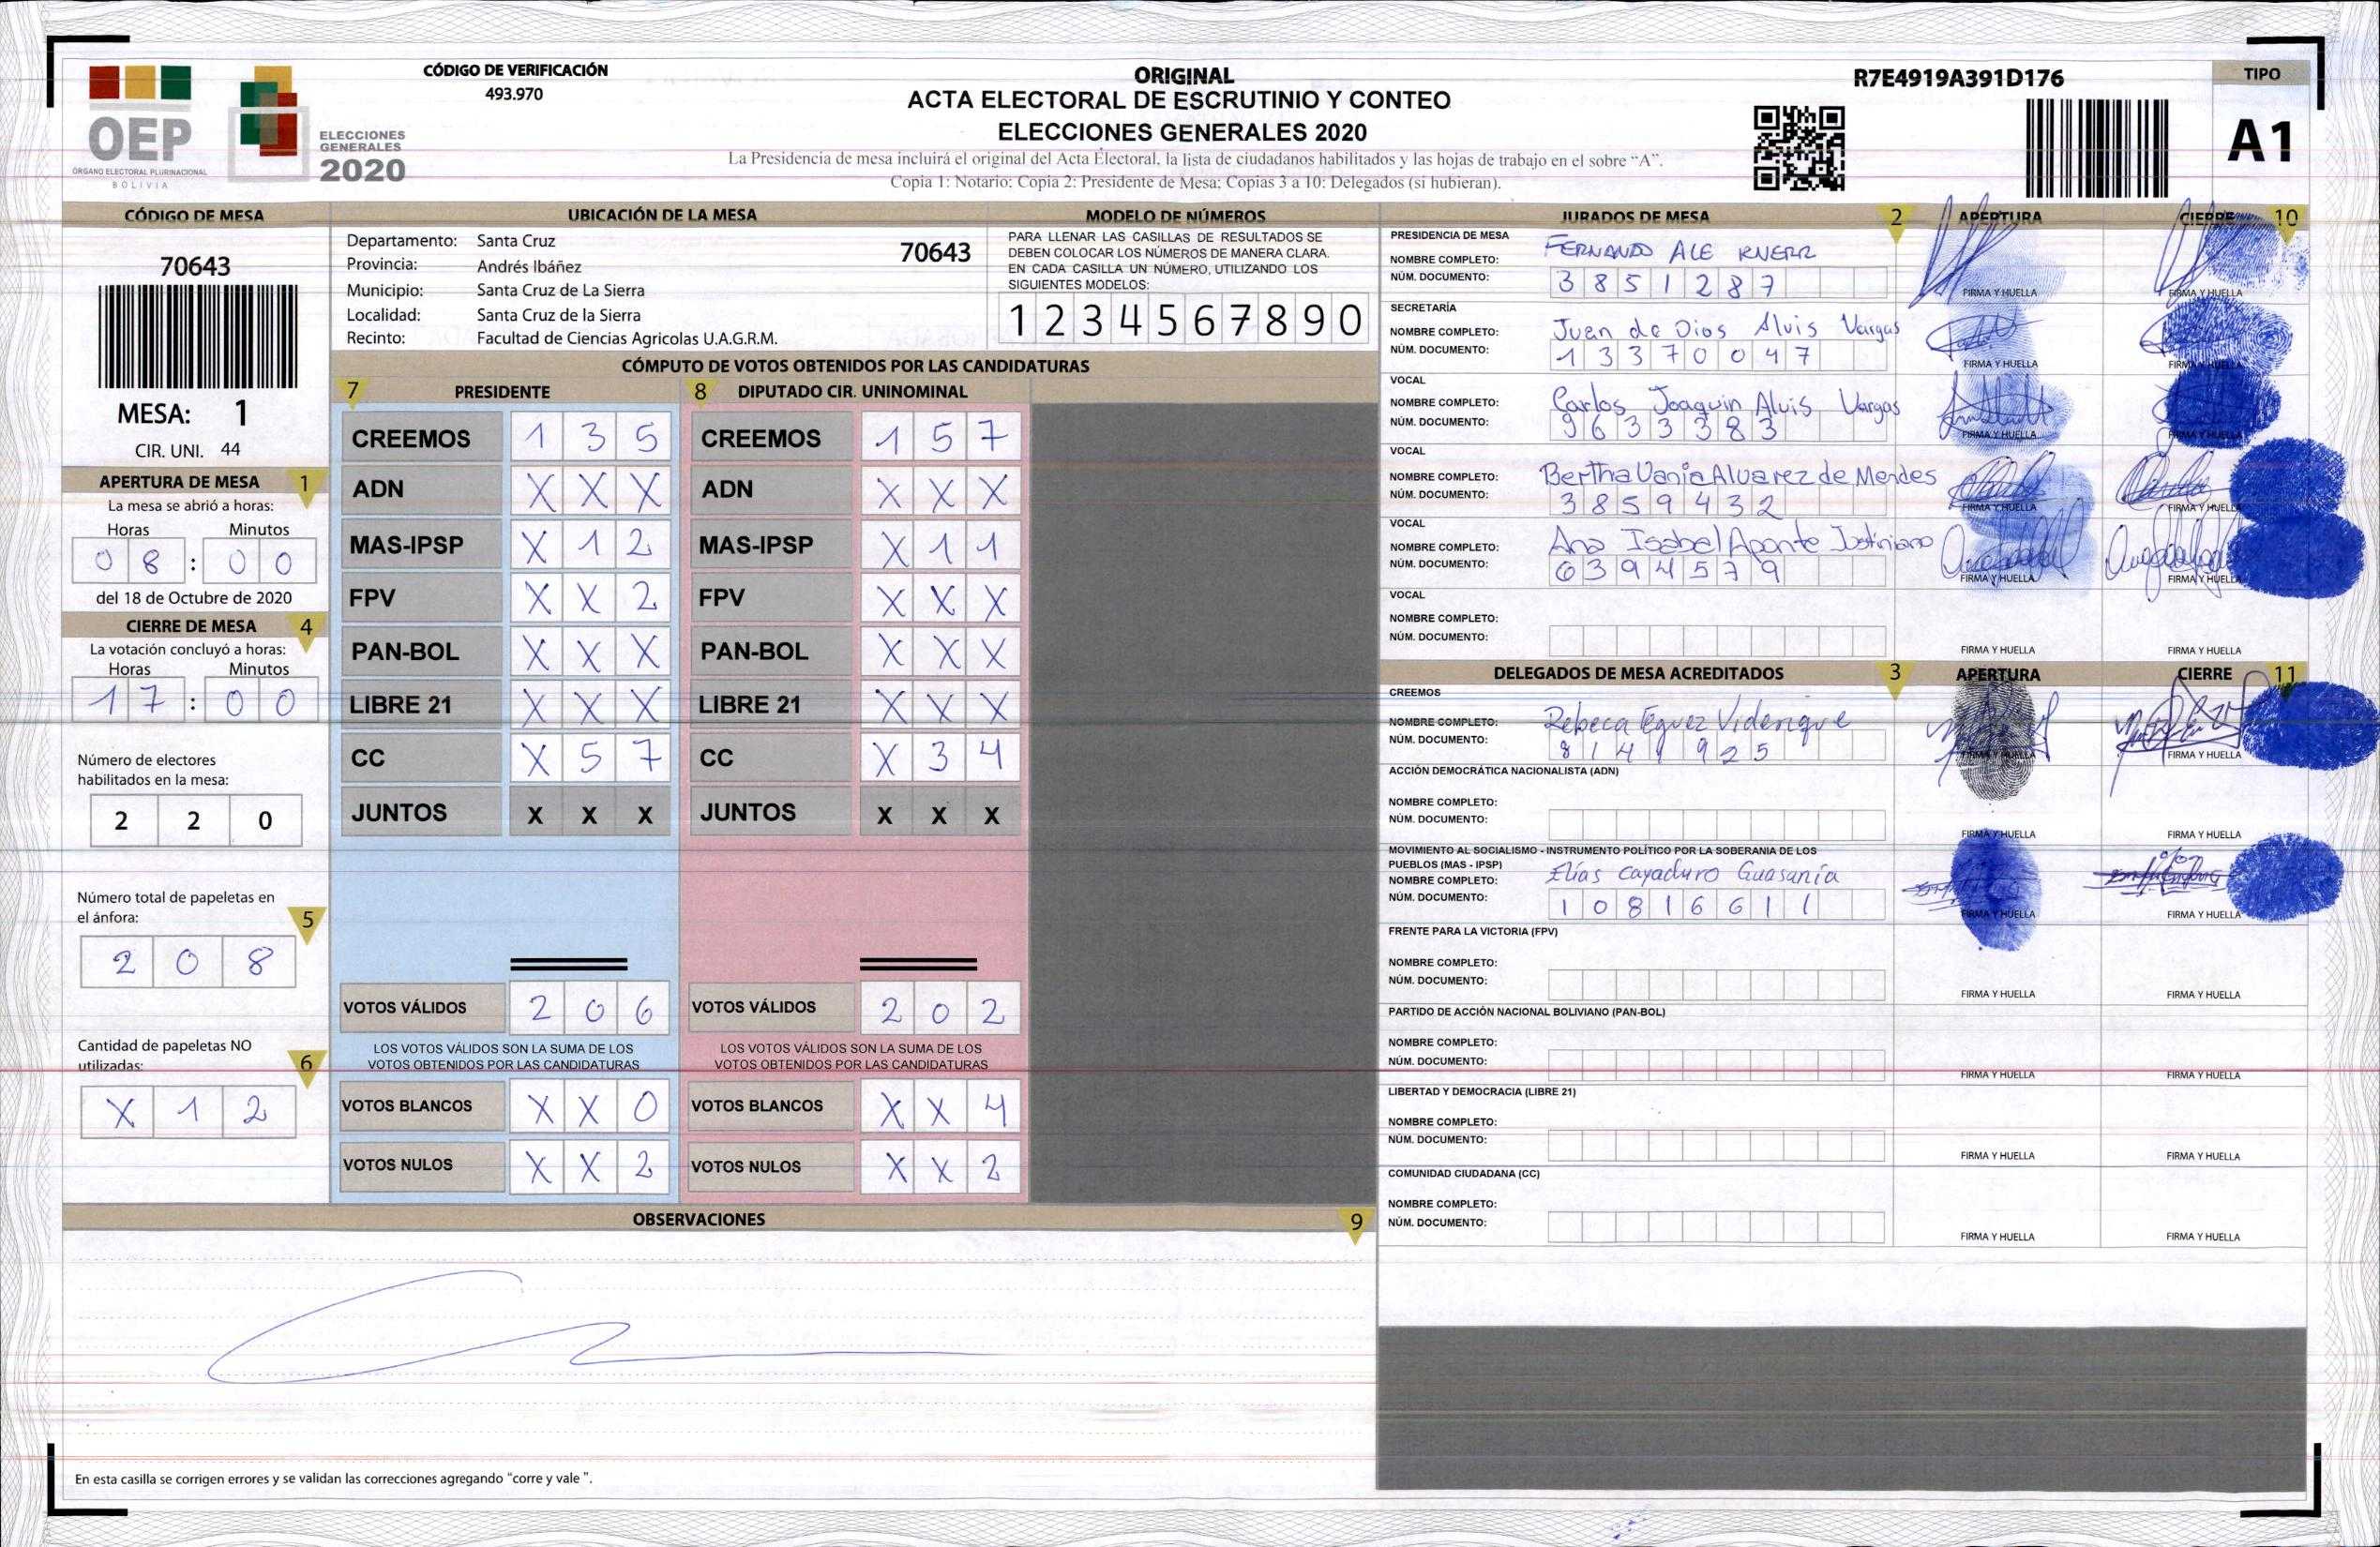 OEP
ÓRGANO ELECTORAL PLURINACIONAL
BOLIVIA
ELECCIONES
GENERALES
2020
CÓDIGO DE VERIFICACIÓN
493.970
ORIGINAL
ACTA ELECTORAL DE ESCRUTINIO Y CONTEO
ELECCIONES GENERALES 2020
La Presidencia de mesa incluirá el original del Acta Electoral, la lista de ciudadanos habilitados y las hojas de trabajo en el sobre "A".
Copia 1: Notario; Copia 2: Presidente de Mesa; Copias 3 a 10: Delegados (si hubieran).
R7E4919A391D176
TIPO
A1
CÓDIGO DE MESA
70643
MESA: 1
CIR. UNI. 44
APERTURA DE MESA 1
La mesa se abrió a horas:
Horas Minutos
08 : 00
del 18 de Octubre de 2020
CIERRE DE MESA 4
La votación concluyó a horas:
Horas Minutos
17 : 00
Número de electores
habilitados en la mesa:
2 2 0
Número total de papeletas en
el ánfora: 5
2 0 8
Cantidad de papeletas NO
utilizadas: 6
X 1 2
UBICACIÓN DE LA MESA
Departamento: Santa Cruz 70643
Provincia: Andrés Ibáñez
Municipio: Santa Cruz de La Sierra
Localidad: Santa Cruz de la Sierra
Recinto: Facultad de Ciencias Agricolas U.A.G.R.M.
MODELO DE NÚMEROS
PARA LLENAR LAS CASILLAS DE RESULTADOS SE
DEBEN COLOCAR LOS NÚMEROS DE MANERA CLARA.
EN CADA CASILLA UN NÚMERO, UTILIZANDO LOS
SIGUIENTES MODELOS:
1 2 3 4 5 6 7 8 9 0
CÓMPUTO DE VOTOS OBTENIDOS POR LAS CANDIDATURAS
7 PRESIDENTE 8 DIPUTADO CIR. UNINOMINAL
CREEMOS 1 3 5 CREEMOS 1 5 7
ADN X X X ADN X X X
MAS-IPSP X 1 2 MAS-IPSP X 1 1
FPV X X 2 FPV X X X
PAN-BOL X X X PAN-BOL X X X
LIBRE 21 X X X LIBRE 21 X X X
CC X 5 7 CC X 3 4
JUNTOS X X X JUNTOS X X X
VOTOS VÁLIDOS 2 0 6 VOTOS VÁLIDOS 2 0 2
LOS VOTOS VÁLIDOS SON LA SUMA DE LOS LOS VOTOS VÁLIDOS SON LA SUMA DE LOS
VOTOS OBTENIDOS POR LAS CANDIDATURAS VOTOS OBTENIDOS POR LAS CANDIDATURAS
VOTOS BLANCOS X X 0 VOTOS BLANCOS X X 4
VOTOS NULOS X X 2 VOTOS NULOS X X 2
OBSERVACIONES 9
En esta casilla se corrigen errores y se validan las correcciones agregando "corre y vale".
JURADOS DE MESA 2 APERTURA CIERRE 10
PRESIDENCIA DE MESA
NOMBRE COMPLETO: FERNANDO ALE KNERR
NÚM. DOCUMENTO: 3851287 FIRMA Y HUELLA FIRMA Y HUELLA
SECRETARÍA
NOMBRE COMPLETO: Juan de Dios Alvis Vargas
NÚM. DOCUMENTO: 13370047 FIRMA Y HUELLA FIRMA Y HUELLA
VOCAL
NOMBRE COMPLETO: Carlos Joaquin Alvis Vargas
NÚM. DOCUMENTO: 9633383 FIRMA Y HUELLA FIRMA Y HUELLA
VOCAL
NOMBRE COMPLETO: Bertha Vania Alvarez de Mendes
NÚM. DOCUMENTO: 3859432 FIRMA Y HUELLA FIRMA Y HUELLA
VOCAL
NOMBRE COMPLETO: Ana Isabel Aponte Justiniano
NÚM. DOCUMENTO: 6394579 FIRMA Y HUELLA FIRMA Y HUELLA
VOCAL
NOMBRE COMPLETO:
NÚM. DOCUMENTO: FIRMA Y HUELLA FIRMA Y HUELLA
DELEGADOS DE MESA ACREDITADOS 3 APERTURA CIERRE 11
CREEMOS
NOMBRE COMPLETO: Rebeca Eguez
NÚM. DOCUMENTO: 8141925 FIRMA Y HUELLA FIRMA Y HUELLA
ACCIÓN DEMOCRÁTICA NACIONALISTA (ADN)
NOMBRE COMPLETO:
NÚM. DOCUMENTO: FIRMA Y HUELLA FIRMA Y HUELLA
MOVIMIENTO AL SOCIALISMO - INSTRUMENTO POLÍTICO POR LA SOBERANIA DE LOS
PUEBLOS (MAS - IPSP)
NOMBRE COMPLETO: Elías Cayaduro Guasania
NÚM. DOCUMENTO: 10816611 FIRMA Y HUELLA FIRMA Y HUELLA
FRENTE PARA LA VICTORIA (FPV)
NOMBRE COMPLETO:
NÚM. DOCUMENTO: FIRMA Y HUELLA FIRMA Y HUELLA
PARTIDO DE ACCIÓN NACIONAL BOLIVIANO (PAN-BOL)
NOMBRE COMPLETO:
NÚM. DOCUMENTO: FIRMA Y HUELLA FIRMA Y HUELLA
LIBERTAD Y DEMOCRACIA (LIBRE 21)
NOMBRE COMPLETO:
NÚM. DOCUMENTO: FIRMA Y HUELLA FIRMA Y HUELLA
COMUNIDAD CIUDADANA (CC)
NOMBRE COMPLETO:
NÚM. DOCUMENTO: FIRMA Y HUELLA FIRMA Y HUELLA